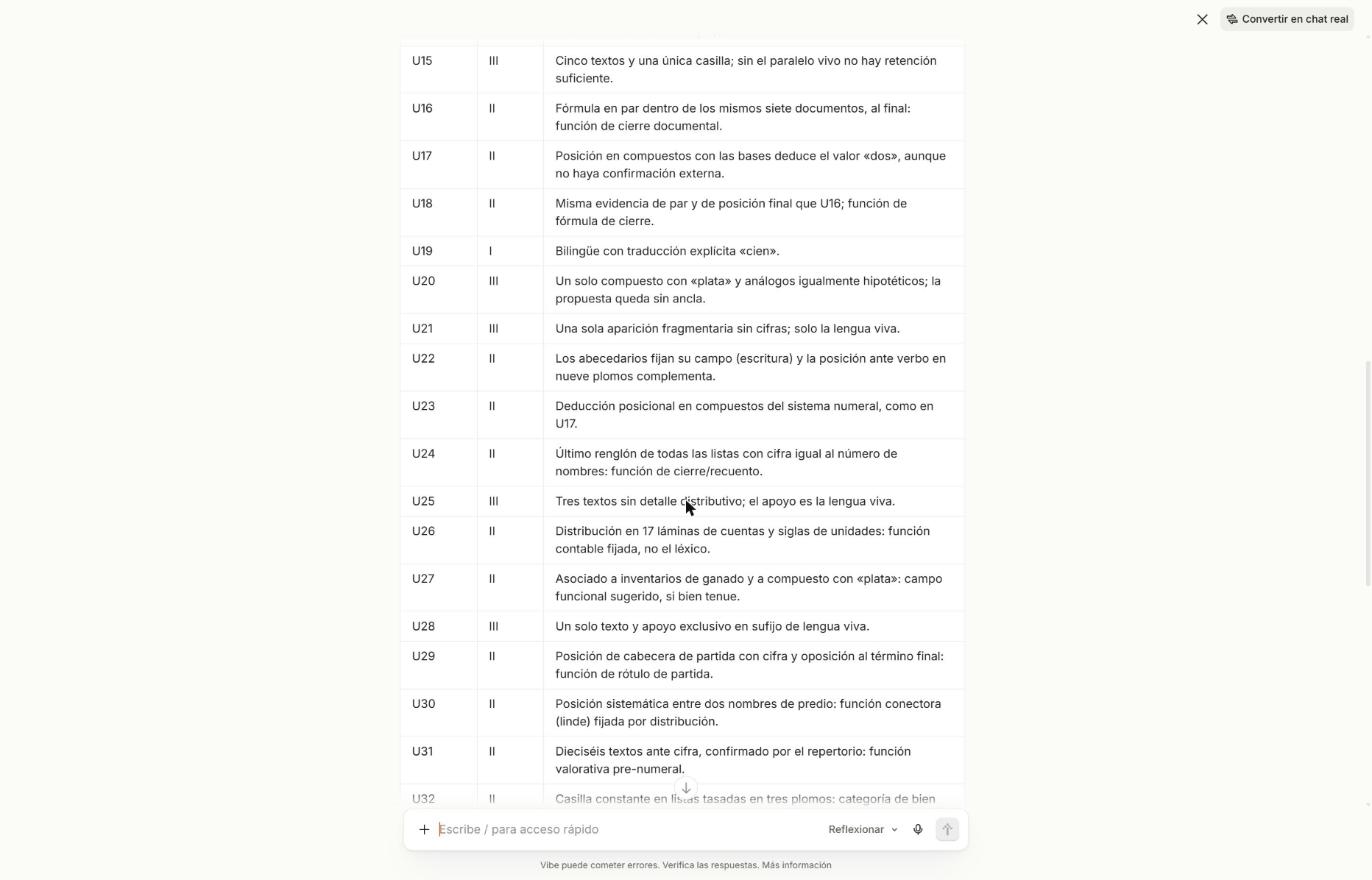 Convertir en chat real
U15 III Cinco textos y una única casilla; sin el paralelo vivo no hay retención
suficiente.
U16 II Fórmula en par dentro de los mismos siete documentos, al final:
función de cierre documental.
U17 II Posición en compuestos con las bases deduce el valor «dos», aunque
no haya confirmación externa.
U18 II Misma evidencia de par y de posición final que U16; función de
fórmula de cierre.
U19 I Bilingüe con traducción explícita «cien».
U20 III Un solo compuesto con «plata» y análogos igualmente hipotéticos; la
propuesta queda sin ancla.
U21 III Una sola aparición fragmentaria sin cifras; solo la lengua viva.
U22 II Los abecedarios fijan su campo (escritura) y la posición ante verbo en
nueve plomos complementa.
U23 II Deducción posicional en compuestos del sistema numeral, como en
U17.
U24 II Último renglón de todas las listas con cifra igual al número de
nombres: función de cierre/recuento.
U25 III Tres textos sin detalle distributivo; el apoyo es la lengua viva.
U26 II Distribución en 17 láminas de cuentas y siglas de unidades: función
contable fijada, no el léxico.
U27 II Asociado a inventarios de ganado y a compuesto con «plata»: campo
funcional sugerido, si bien tenue.
U28 III Un solo texto y apoyo exclusivo en sufijo de lengua viva.
U29 II Posición de cabecera de partida con cifra y oposición al término final:
función de rótulo de partida.
U30 II Posición sistemática entre dos nombres de predio: función conectora
(linde) fijada por distribución.
U31 II Dieciséis textos ante cifra, confirmado por el repertorio: función
valorativa pre-numeral.
U32 II Casilla constante en listas tasadas en tres plomos: categoría de bien
Escribe / para acceso rápido
Reflexionar
Vibe puede cometer errores. Verifica las respuestas. Más información